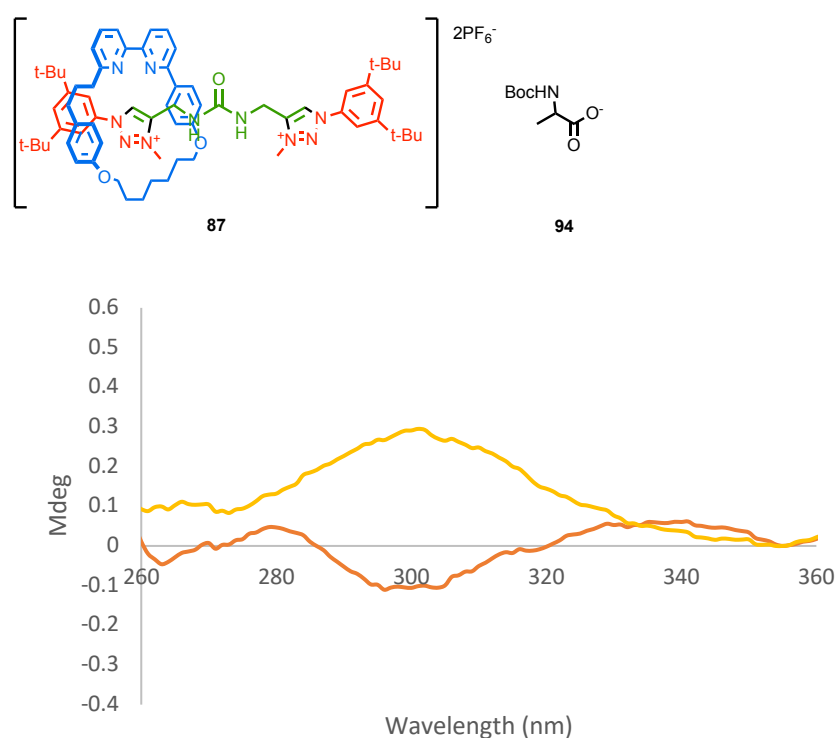 2PF₆⁻
t-Bu
t-Bu
N N
O
BocHN
N
N
H
N
H
N
O⁻
O
t-Bu
N
N=N
+
O
+
N=N
t-Bu
O
87
94
0.6
0.5
0.4
0.3
0.2
0.1
0
-0.1
-0.2
-0.3
-0.4
Mdeg
260
280
300
320
340
360
Wavelength (nm)